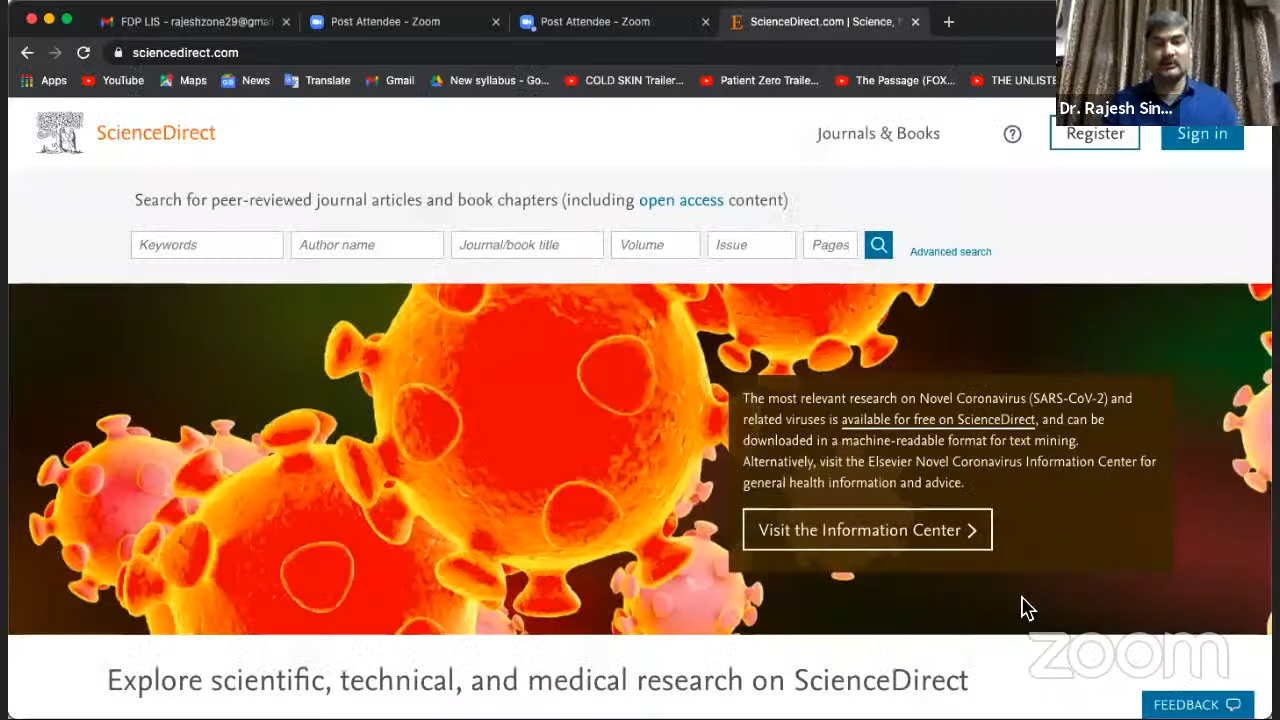 FDP LIS - rajeshzone29@gmai
Post Attendee - Zoom
Post Attendee - Zoom
ScienceDirect.com | Science, h
sciencedirect.com
Apps
YouTube
Maps
News
Translate
Gmail
New syllabus - Go...
COLD SKIN Trailer...
Patient Zero Traile...
The Passage (FOX...
THE UNLISTE
Dr. Rajesh Sin...
ScienceDirect
Journals & Books
Register
Sign in
Search for peer-reviewed journal articles and book chapters (including open access content)
Keywords
Author name
Journal/book title
Volume
Issue
Pages
Advanced search
The most relevant research on Novel Coronavirus (SARS-CoV-2) and
related viruses is available for free on ScienceDirect, and can be
downloaded in a machine-readable format for text mining.
Alternatively, visit the Elsevier Novel Coronavirus Information Center for
general health information and advice.
Visit the Information Center
zoom
Explore scientific, technical, and medical research on ScienceDirect
FEEDBACK